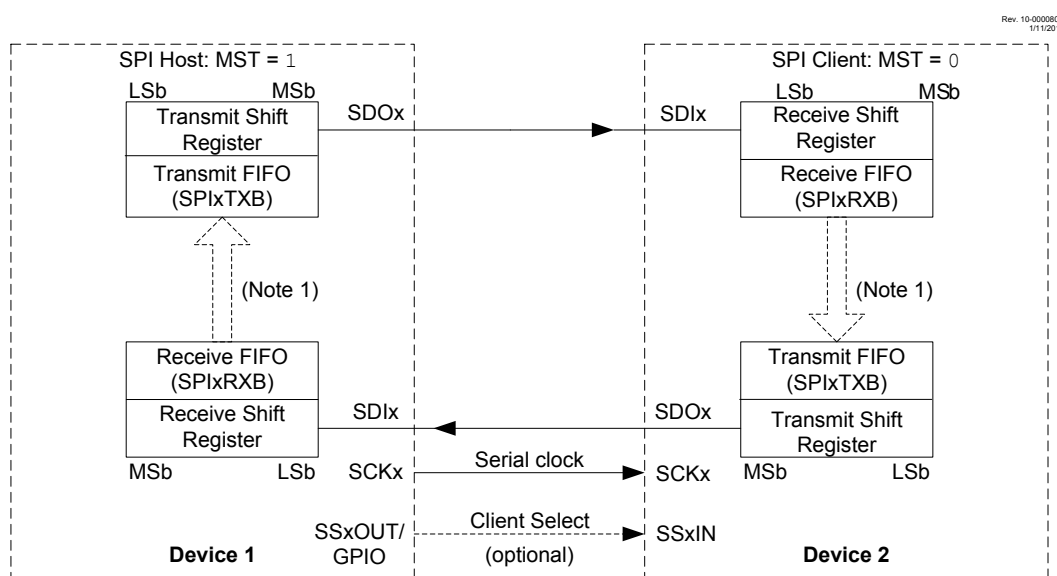 Rev. 10-000080
1/11/201
SPI Host: MST = 1
SPI Client: MST = 0
LSb MSb
LSb MSb
Transmit Shift
Register
SDOx
SDIx
Receive Shift
Register
Transmit FIFO
(SPIxTXB)
Receive FIFO
(SPIxRXB)
(Note 1)
(Note 1)
Receive FIFO
(SPIxRXB)
Transmit FIFO
(SPIxTXB)
Receive Shift
Register
SDIx
SDOx
Transmit Shift
Register
MSb LSb
SCKx
Serial clock
SCKx
MSb LSb
SSxOUT/
GPIO
Client Select
(optional)
SSxIN
Device 1
Device 2